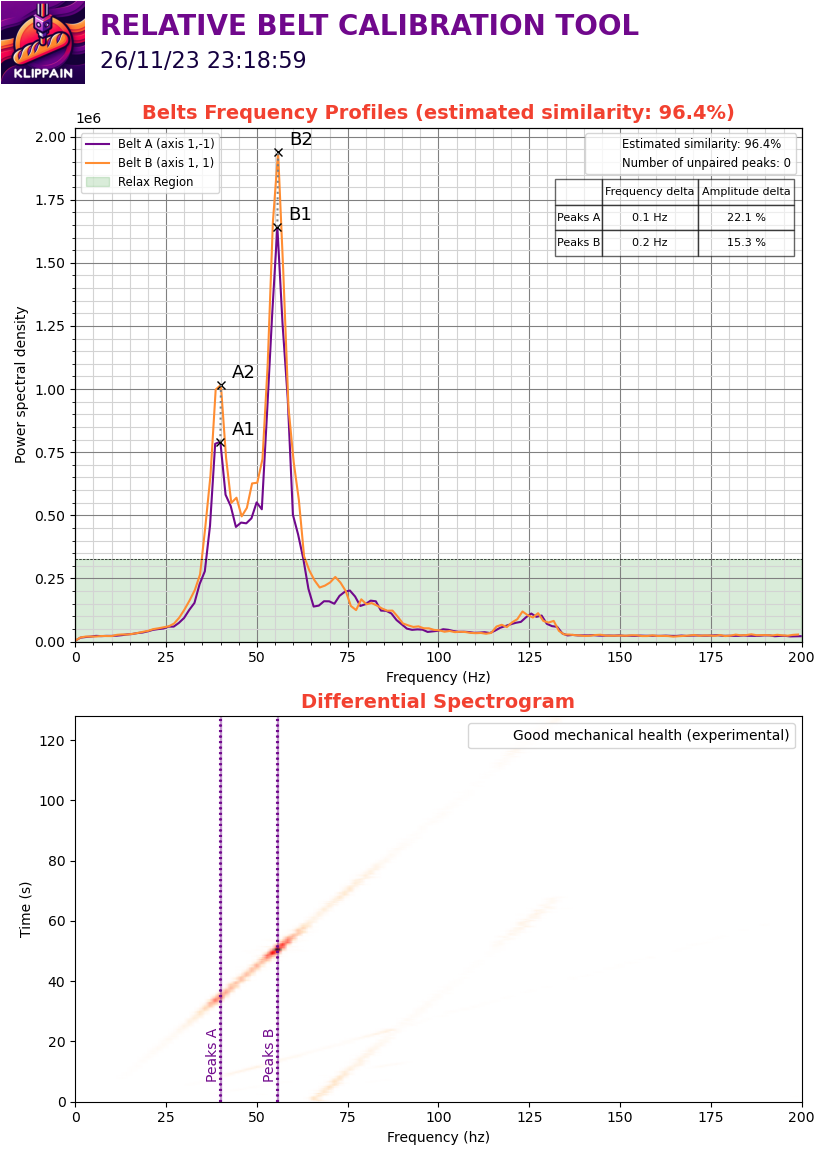 KLIPPAIN
RELATIVE BELT CALIBRATION TOOL
26/11/23 23:18:59
Belts Frequency Profiles (estimated similarity: 96.4%)
1e6
Belt A (axis 1,-1)
Belt B (axis 1, 1)
Relax Region
Estimated similarity: 96.4%
Number of unpaired peaks: 0
Frequency delta Amplitude delta
Peaks A 0.1 Hz 22.1 %
Peaks B 0.2 Hz 15.3 %
B2
B1
A2
A1
2.00
1.75
1.50
1.25
1.00
0.75
0.50
0.25
0.00
Power spectral density
0 25 50 75 100 125 150 175 200
Frequency (Hz)
Differential Spectrogram
Good mechanical health (experimental)
120
100
80
60
40
20
0
Time (s)
Peaks A
Peaks B
0 25 50 75 100 125 150 175 200
Frequency (hz)